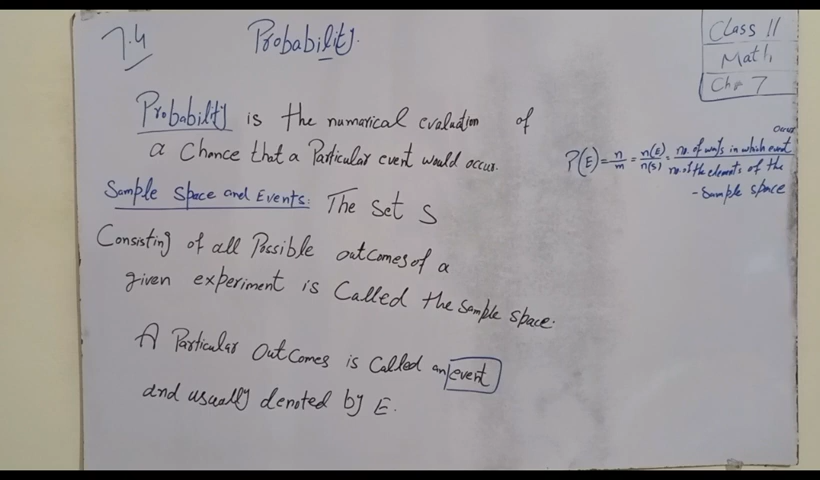 7.4
Probability.
Class 11
Math
Ch# 7
Probability is the numarical evaluation of
a Chance that a Particular event would occur.
P(E) = n/m = n(E)/n(S) = no. of ways in which event occur / no. of the elements of the
- Sample space
Sample Space and Events: The Set S
Consisting of all Possible outcomes of a
given experiment is Called the sample space.
A Particular Outcomes is Called an event
and usually denoted by E.